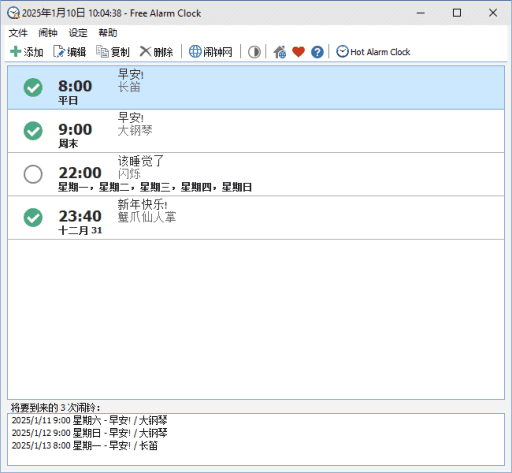 2025年1月10日 10:04:38 - Free Alarm Clock
文件 闹钟 设定 帮助
添加 编辑 复制 删除 闹钟网 Hot Alarm Clock
8:00 早安!
长笛
平日
9:00 早安!
大钢琴
周末
22:00 该睡觉了
闪烁
星期一，星期二，星期三，星期四，星期日
23:40 新年快乐!
蟹爪仙人掌
十二月 31
将要到来的 3 次闹铃：
2025/1/11 9:00 星期六 - 早安! / 大钢琴
2025/1/12 9:00 星期日 - 早安! / 大钢琴
2025/1/13 8:00 星期一 - 早安! / 长笛